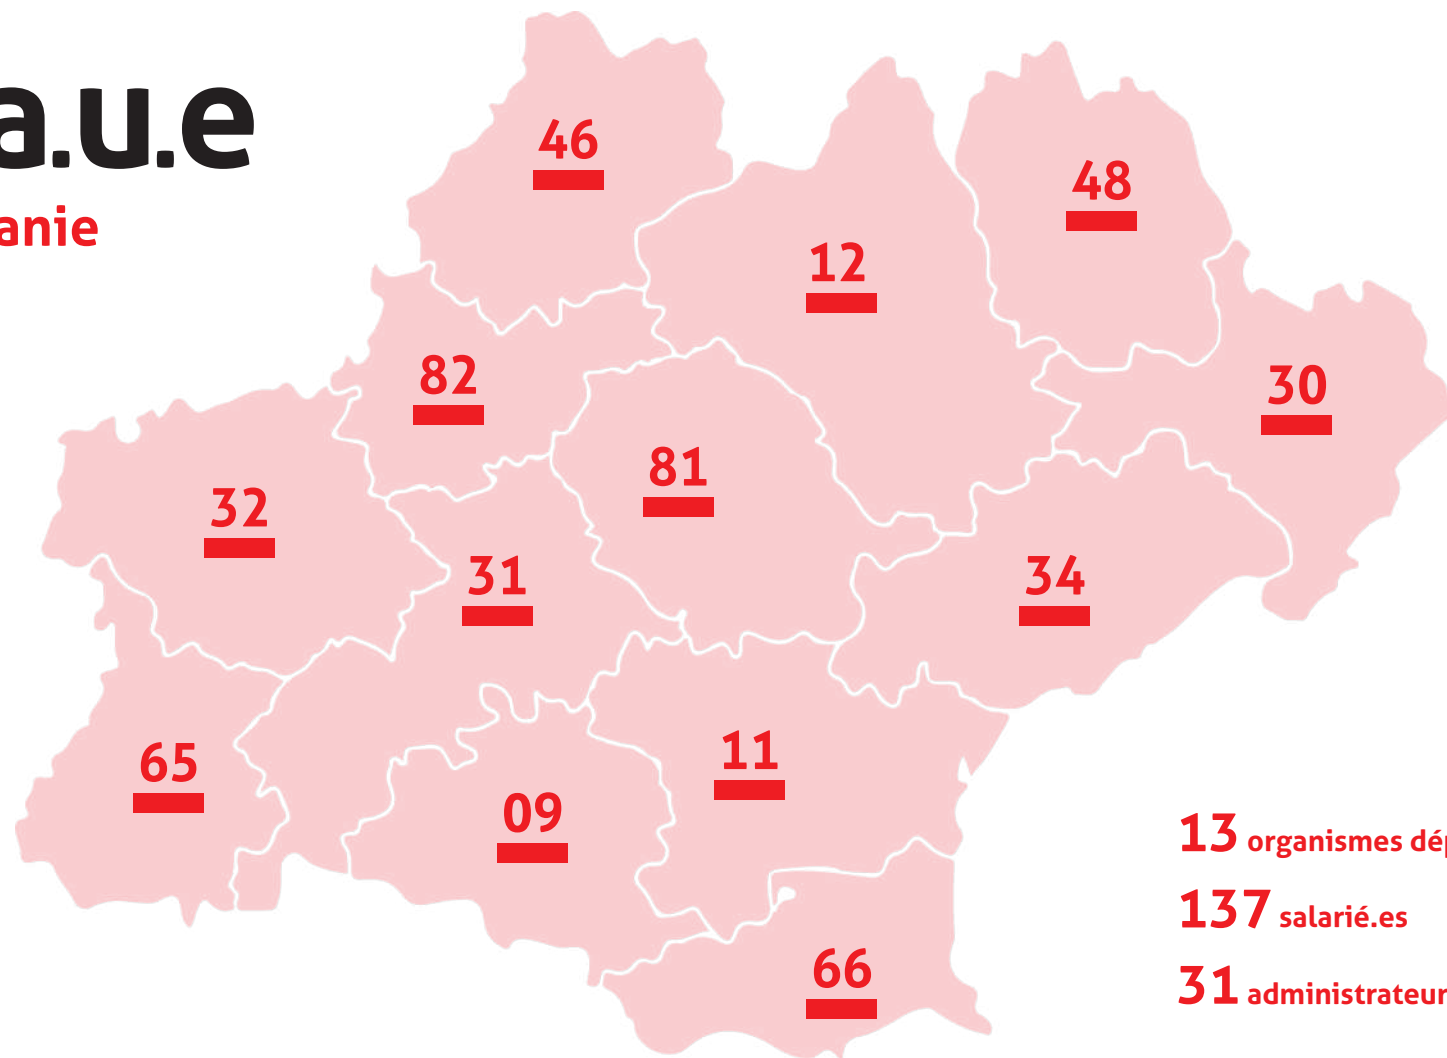 a.u.e
anie
46
48
12
82
30
81
32
31
34
65
11
09
66
13 organismes dép
137 salarié.es
31 administrateur